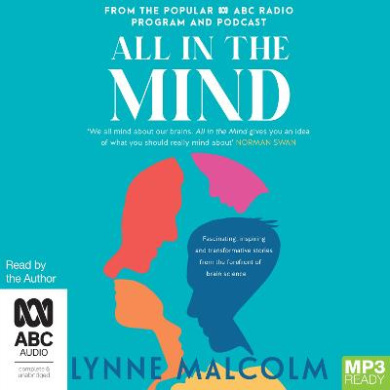 FROM THE POPULAR ABC RADIO
PROGRAM AND PODCAST
ALL IN THE
MIND
'We all mind about our brains. All in the Mind gives you an idea
of what you should really mind about' NORMAN SWAN
Fascinating, inspiring
and transformative stories
from the forefront of
brain science
Read by
the Author
ABC
AUDIO
complete &
unabridged
LYNNE MALCOLM
MP3
READY